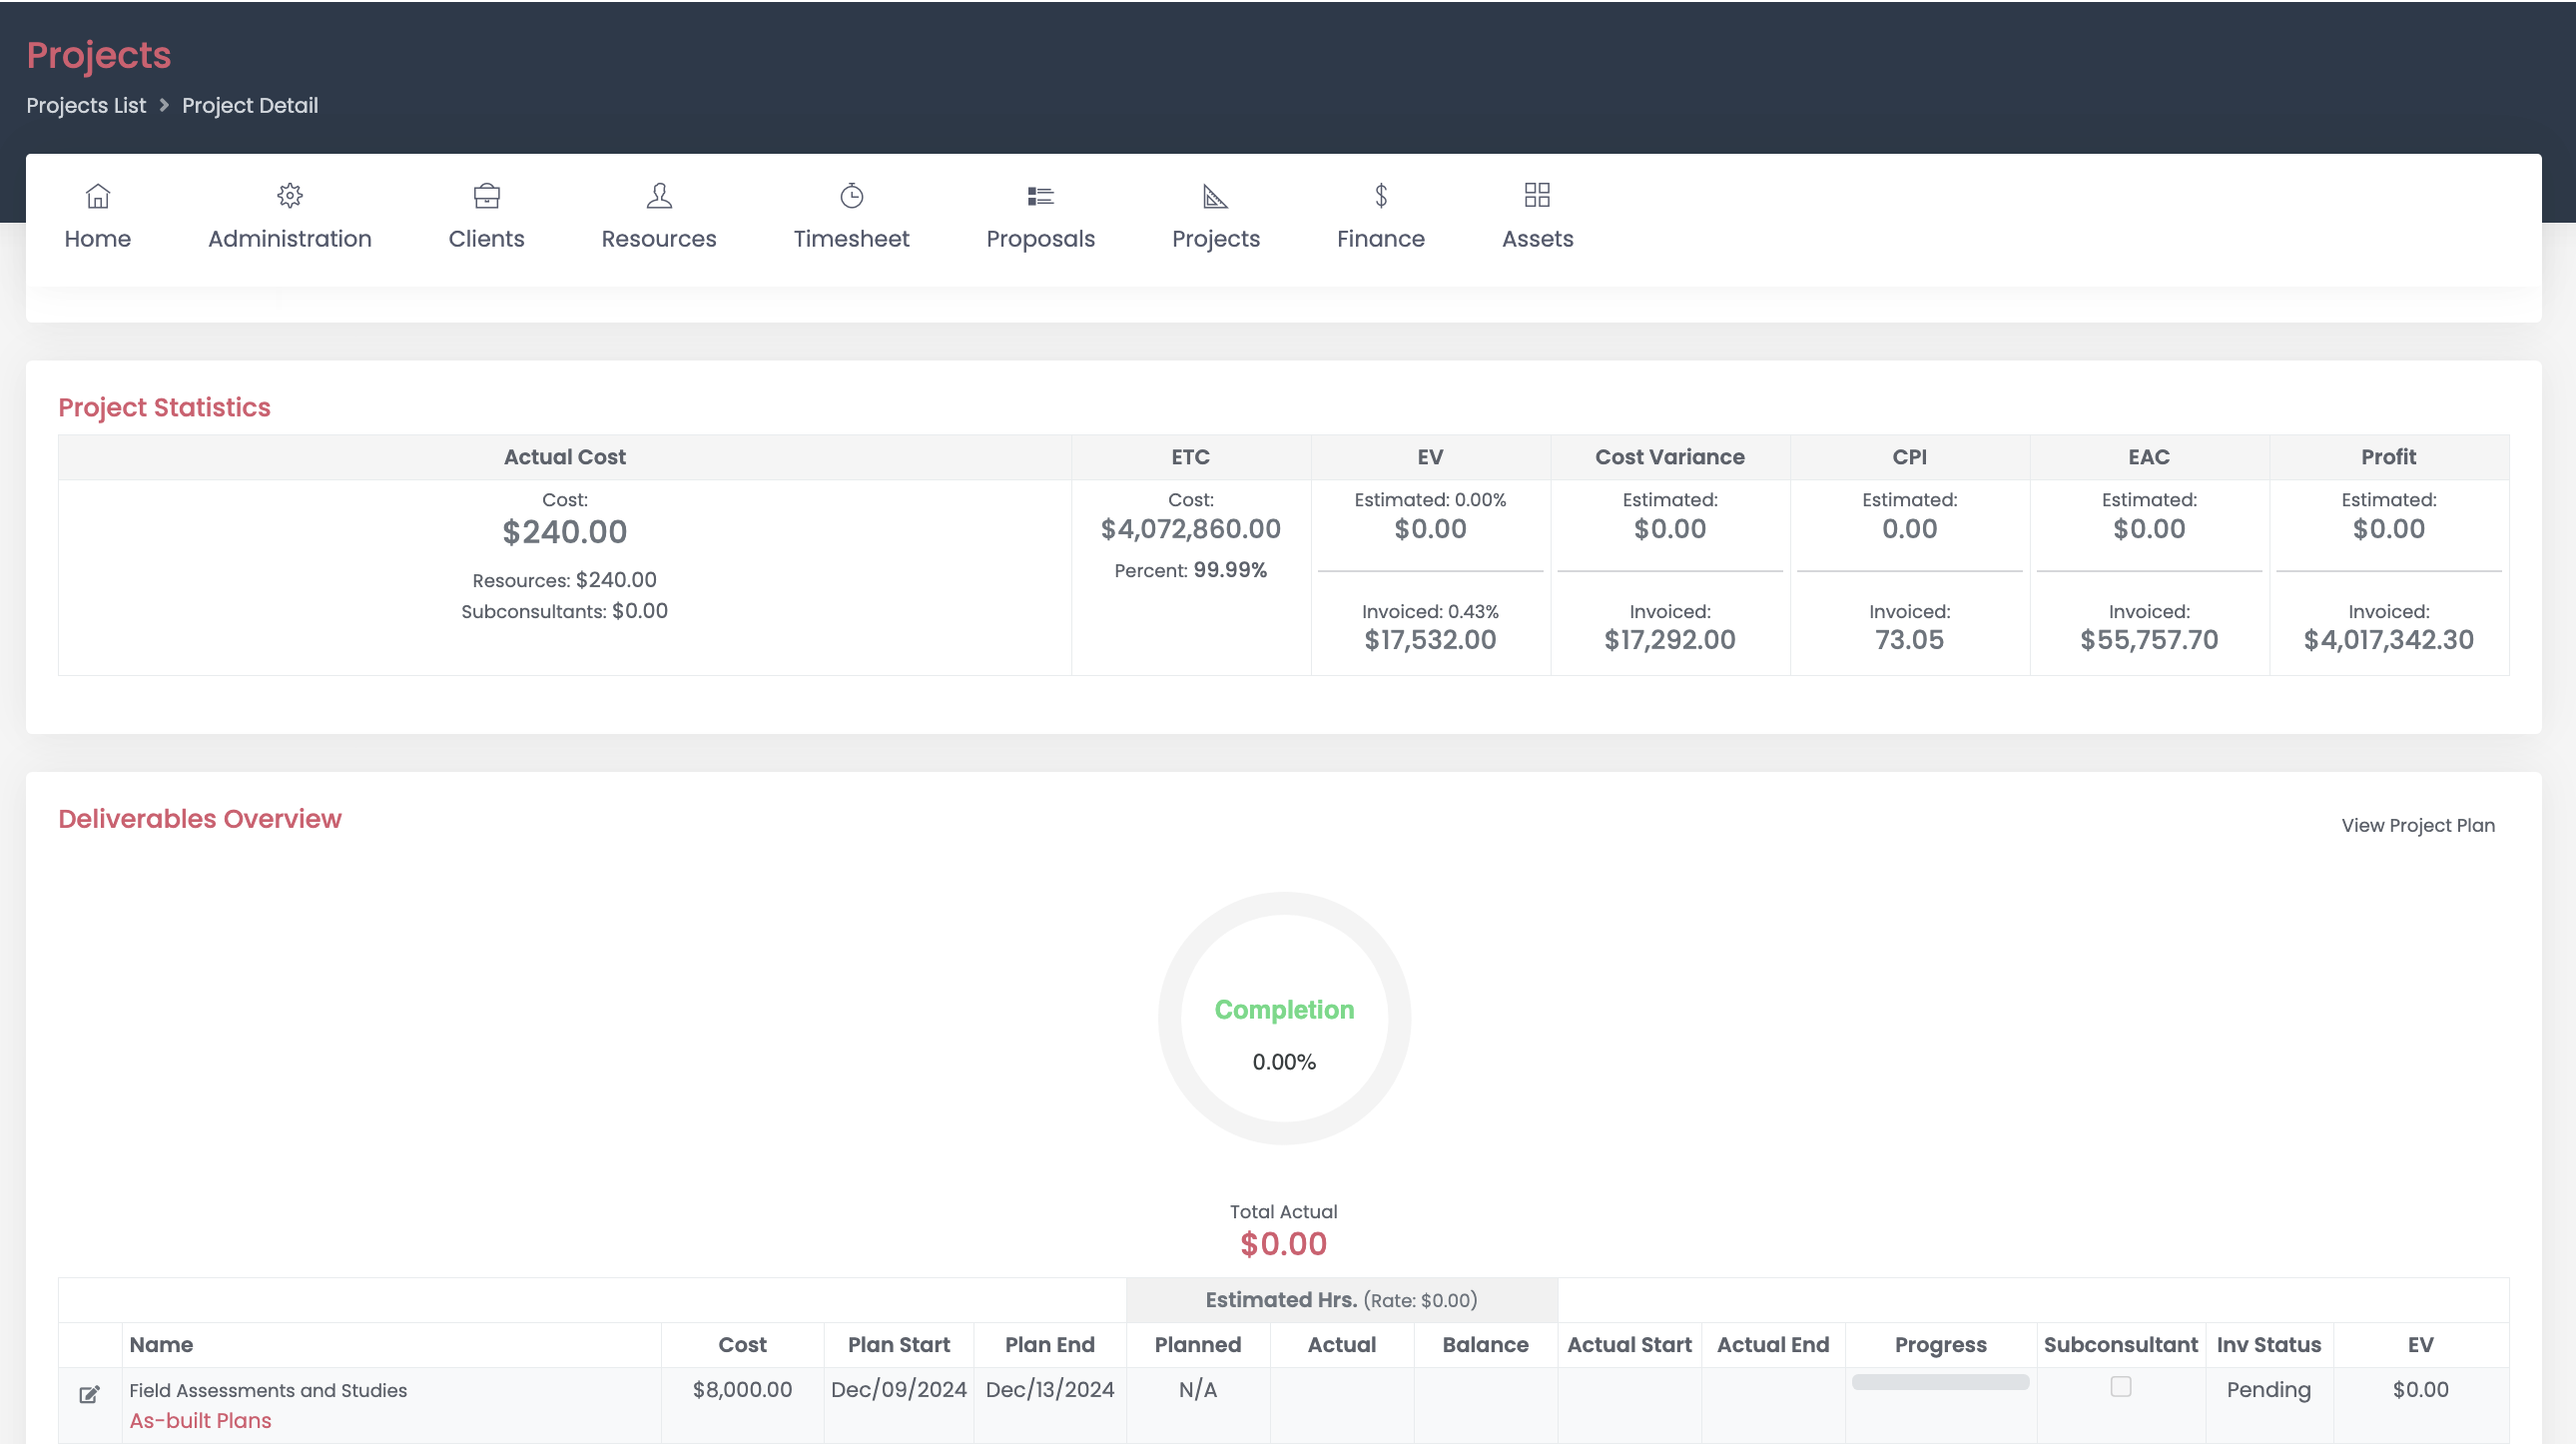 Projects
Projects List > Project Detail
Home Administration Clients Resources Timesheet Proposals Projects Finance Assets
Project Statistics
Actual Cost ETC EV Cost Variance CPI EAC Profit
Cost: Cost: Estimated: 0.00% Estimated: Estimated: Estimated: Estimated:
$240.00 $4,072,860.00 $0.00 $0.00 0.00 $0.00 $0.00
Resources: $240.00 Percent: 99.99%
Subconsultants: $0.00 Invoiced: 0.43% Invoiced: Invoiced: Invoiced: Invoiced:
$17,532.00 $17,292.00 73.05 $55,757.70 $4,017,342.30
Deliverables Overview
View Project Plan
Completion
0.00%
Total Actual
$0.00
Estimated Hrs. (Rate: $0.00)
Name Cost Plan Start Plan End Planned Actual Balance Actual Start Actual End Progress Subconsultant Inv Status EV
Field Assessments and Studies $8,000.00 Dec/09/2024 Dec/13/2024 N/A Pending $0.00
As-built Plans